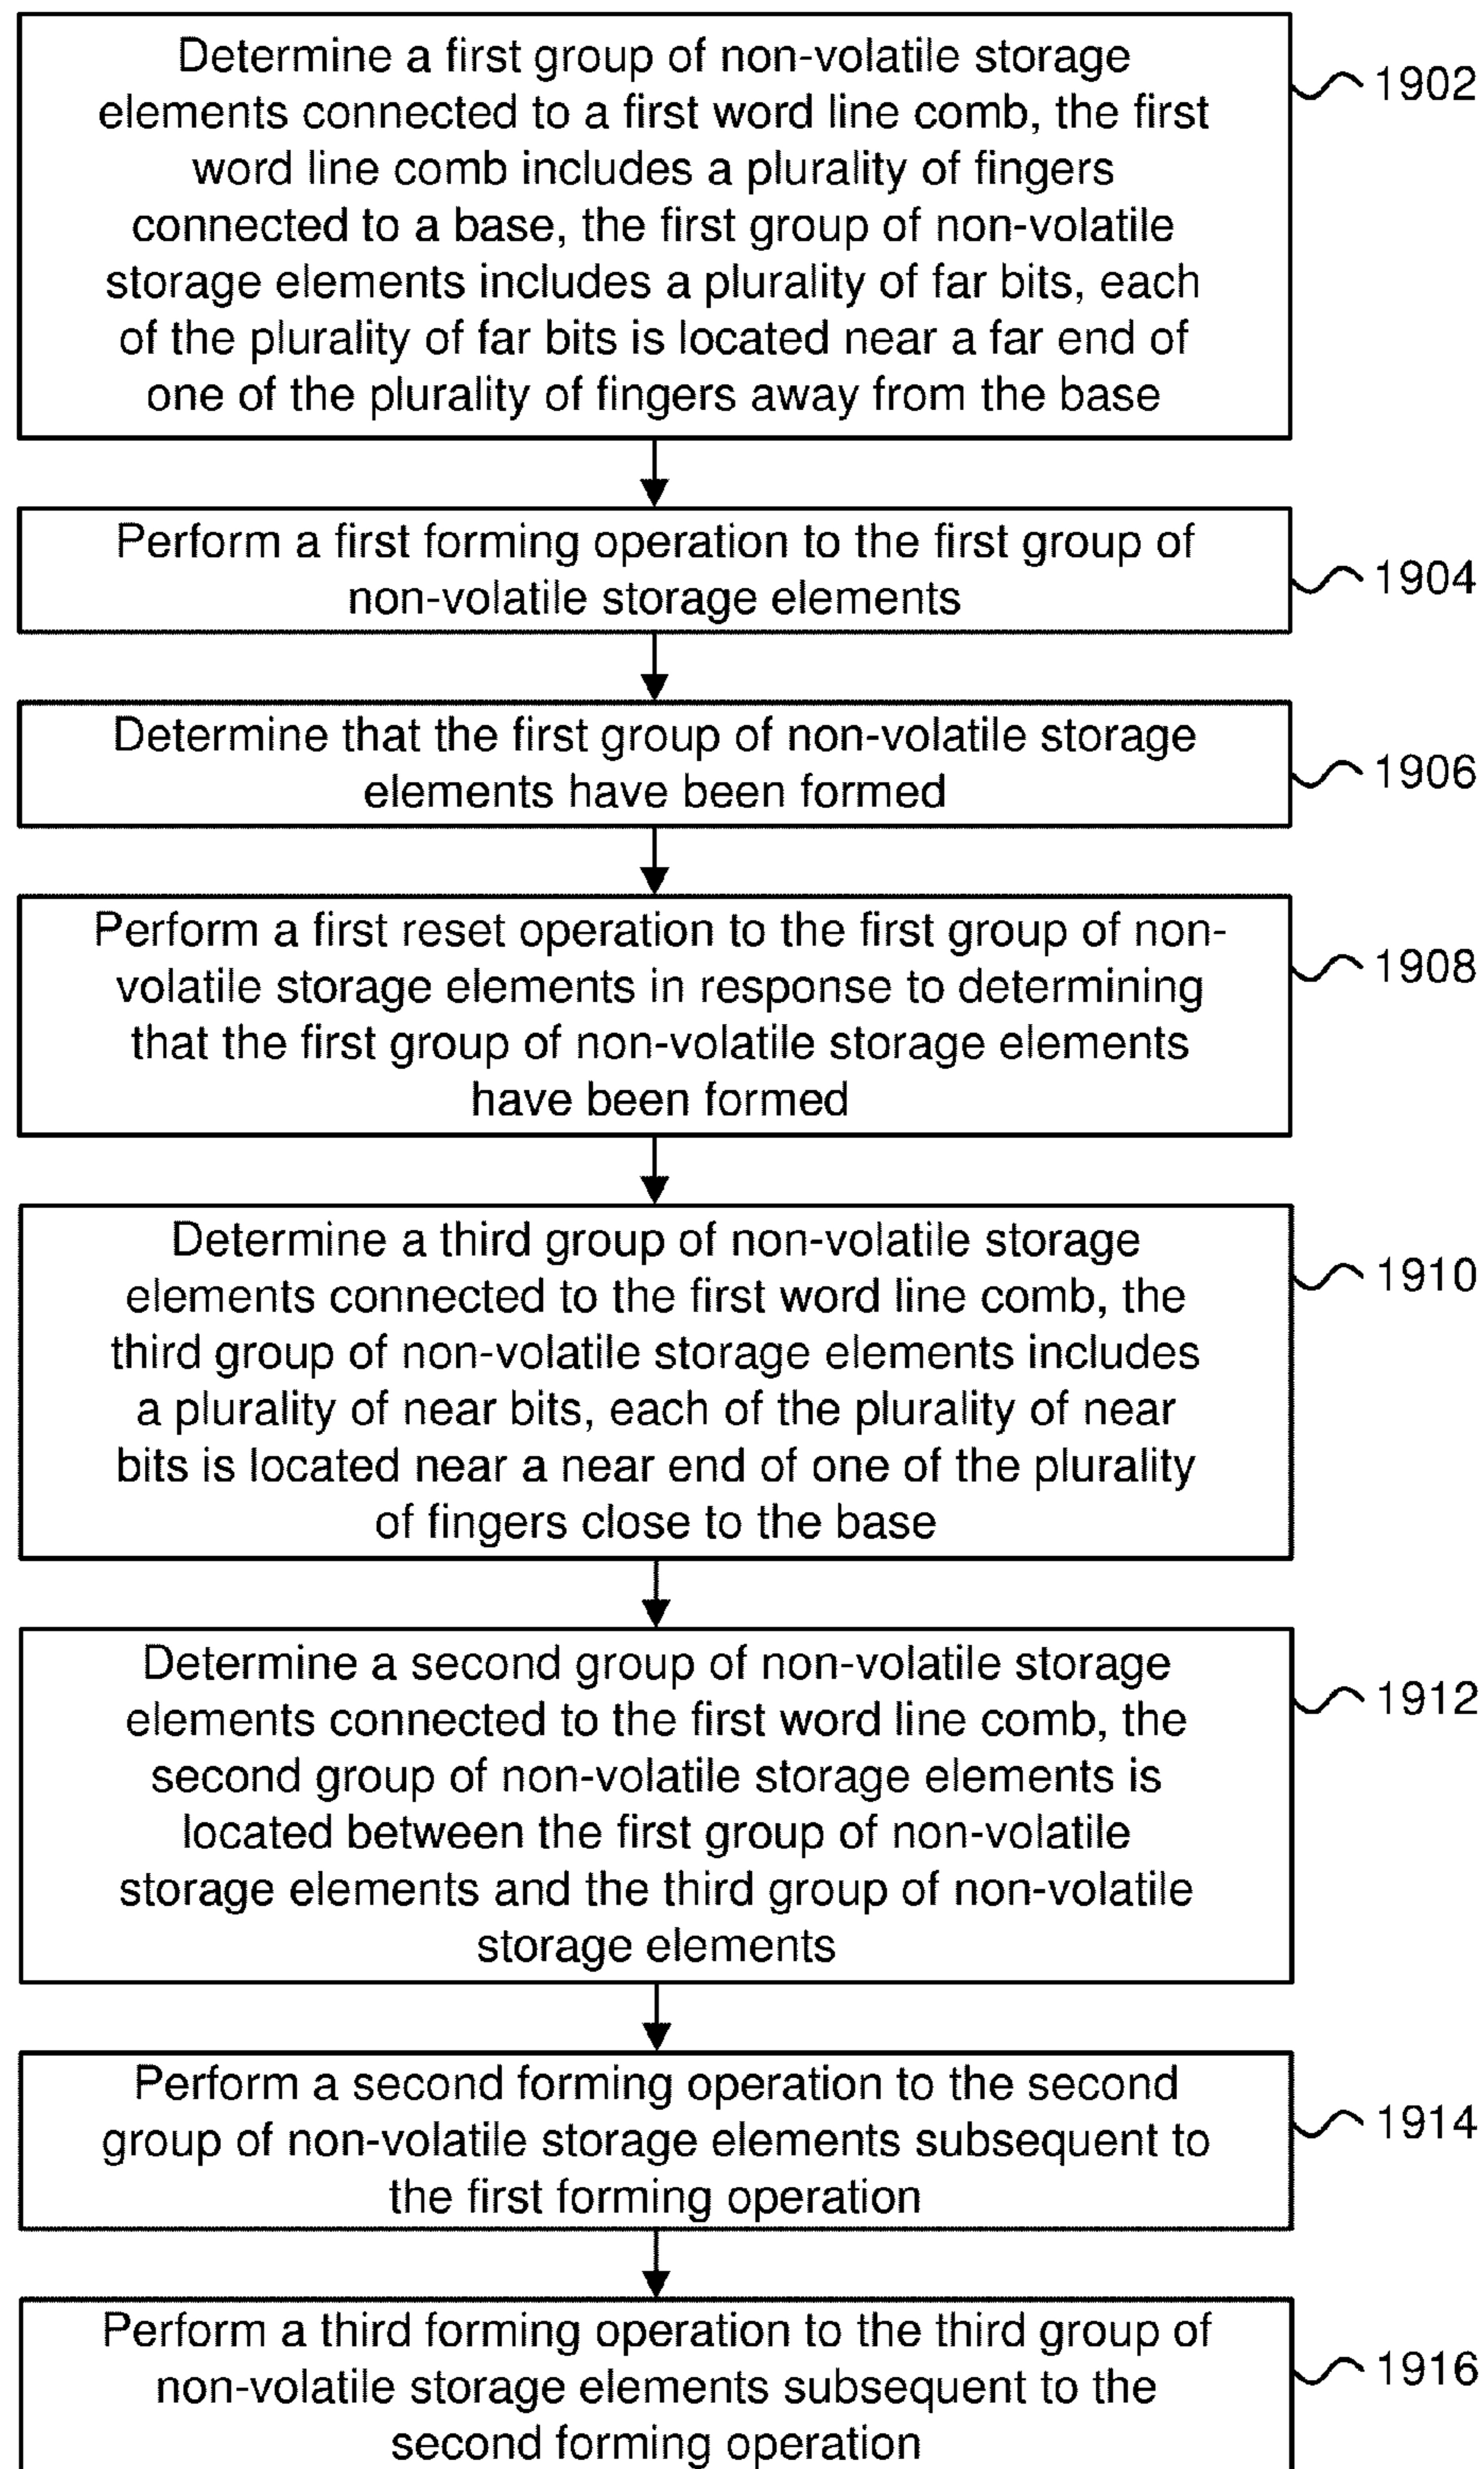 Determine a first group of non-volatile storage
elements connected to a first word line comb, the first
word line comb includes a plurality of fingers
connected to a base, the first group of non-volatile
storage elements includes a plurality of far bits, each
of the plurality of far bits is located near a far end of
one of the plurality of fingers away from the base
1902
Perform a first forming operation to the first group of
non-volatile storage elements
1904
Determine that the first group of non-volatile storage
elements have been formed
1906
Perform a first reset operation to the first group of non-
volatile storage elements in response to determining
that the first group of non-volatile storage elements
have been formed
1908
Determine a third group of non-volatile storage
elements connected to the first word line comb, the
third group of non-volatile storage elements includes
a plurality of near bits, each of the plurality of near
bits is located near a near end of one of the plurality
of fingers close to the base
1910
Determine a second group of non-volatile storage
elements connected to the first word line comb, the
second group of non-volatile storage elements is
located between the first group of non-volatile
storage elements and the third group of non-volatile
storage elements
1912
Perform a second forming operation to the second
group of non-volatile storage elements subsequent to
the first forming operation
1914
Perform a third forming operation to the third group of
non-volatile storage elements subsequent to the
second forming operation
1916